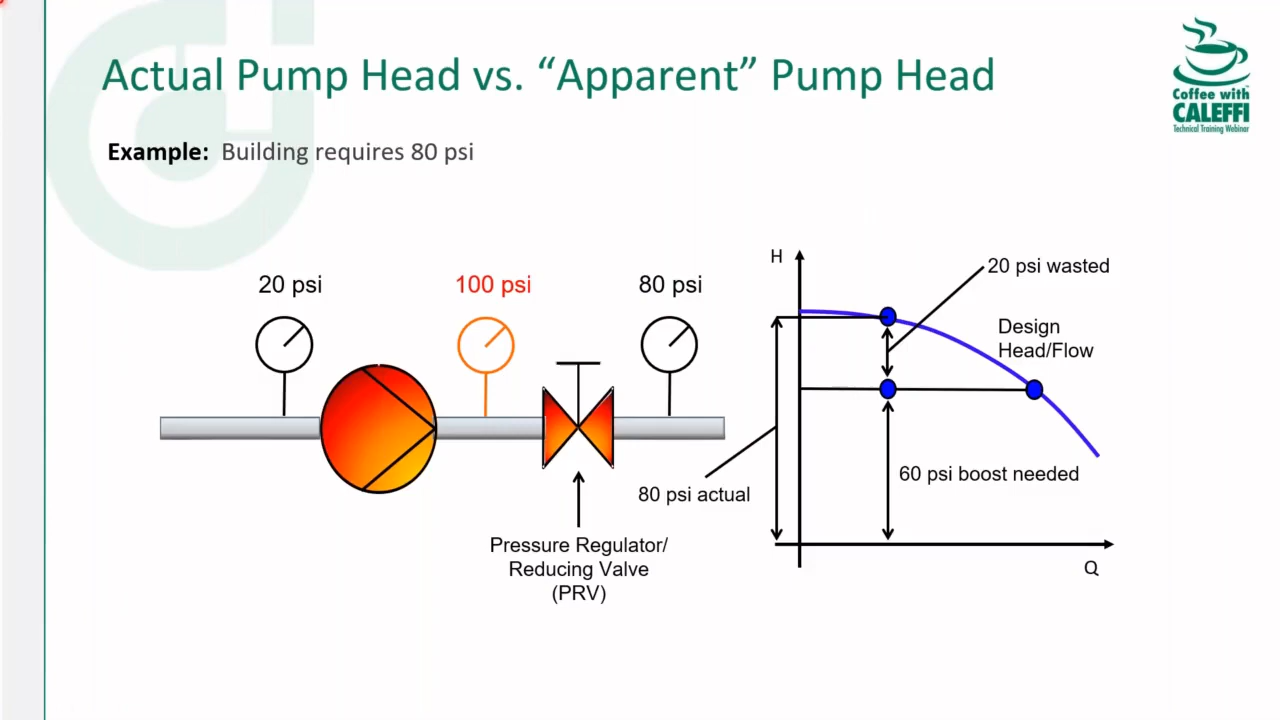 Actual Pump Head vs. “Apparent” Pump Head
Coffee with
CALEFFI
Technical Training Webinar
Example: Building requires 80 psi
20 psi
100 psi
80 psi
Pressure Regulator/
Reducing Valve
(PRV)
H
20 psi wasted
Design
Head/Flow
60 psi boost needed
80 psi actual
Q